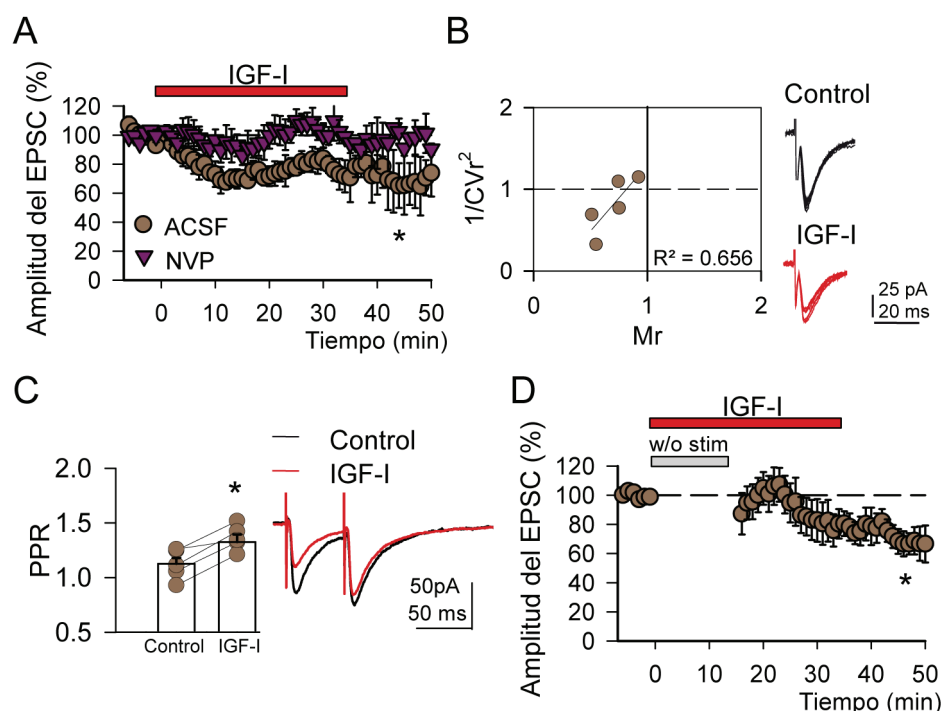 A
IGF-I
Amplitud del EPSC (%)
120
100
80
60
40
20
0
ACSF
NVP
*
0 10 20 30 40 50
Tiempo (min)
B
1/CVr²
2
1
0
R² = 0.656
0 1 2
Mr
Control
IGF-I
25 pA
20 ms
C
PPR
2.0
1.5
1.0
0.5
*
Control IGF-I
Control
IGF-I
50pA
50 ms
D
IGF-I
w/o stim
Amplitud del EPSC (%)
120
100
80
60
40
20
0
*
0 10 20 30 40 50
Tiempo (min)